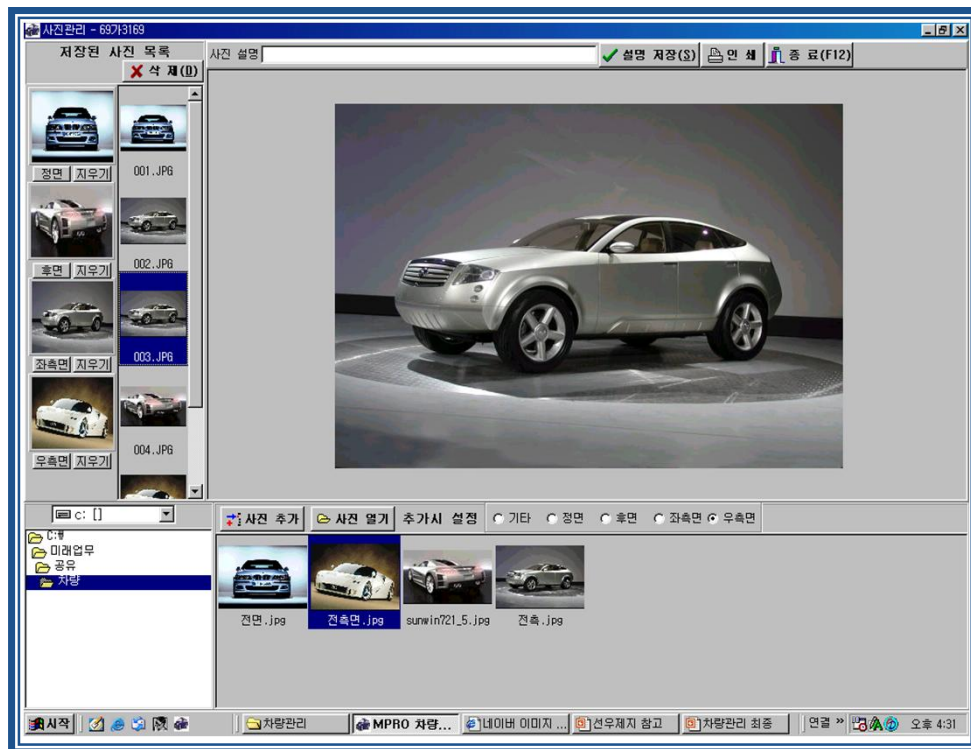 사진관리 - 69가3169
저장된 사진 목록
삭 제(D)
사진 설명
설명 저장(S)
인 쇄
종 료(F12)
정면 지우기
001.JPG
후면 지우기
002.JPG
좌측면 지우기
003.JPG
우측면 지우기
004.JPG
c: []
사진 추가
사진 열기
추가시 설정
기타
정면
후면
좌측면
우측면
C:₩
미래업무
공유
차량
전면.jpg
전측면.jpg
sunwin721_5.jpg
전측.jpg
시작
차량관리
MPRO 차량...
네이버 이미지 ...
선우제지 참고
차량관리 최종
연결 »
오후 4:31